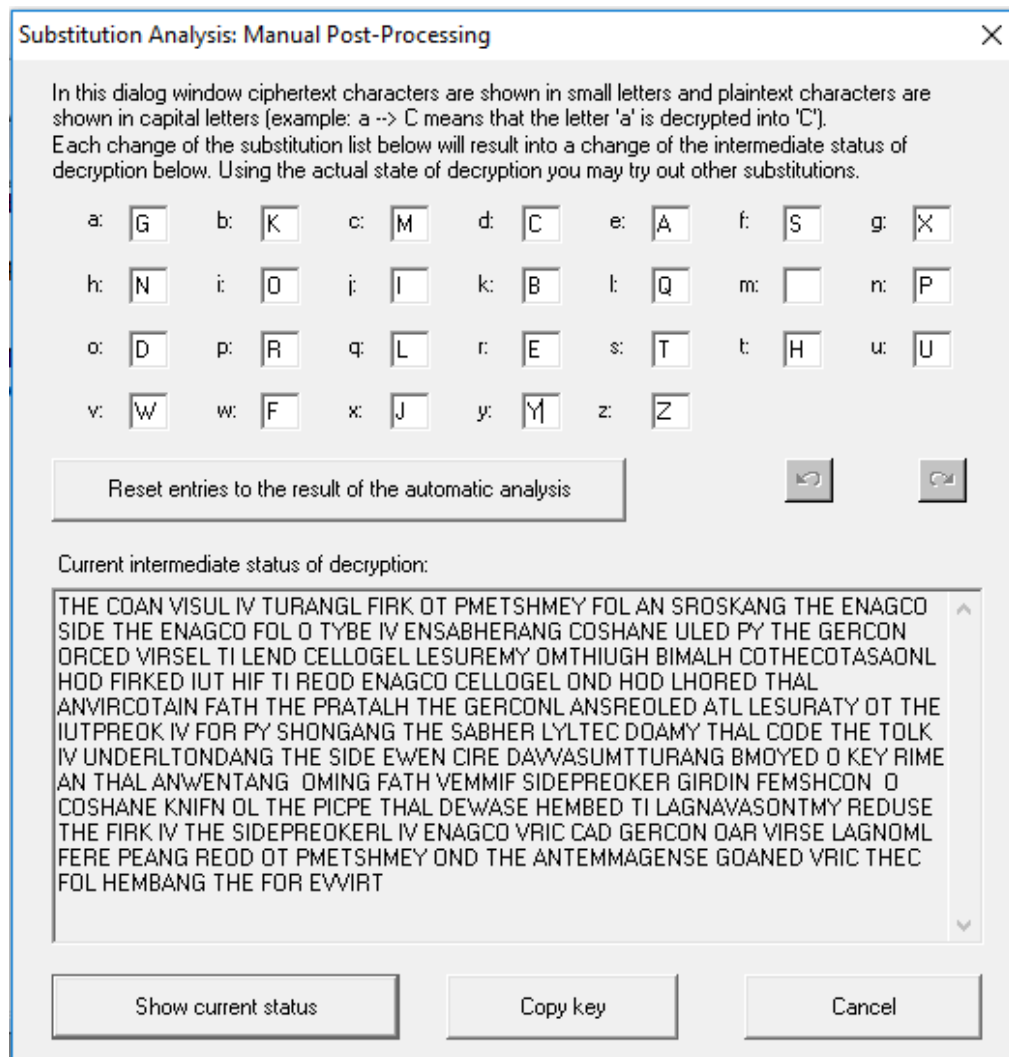 Substitution Analysis: Manual Post-Processing
In this dialog window ciphertext characters are shown in small letters and plaintext characters are
shown in capital letters (example: a --> C means that the letter 'a' is decrypted into 'C').
Each change of the substitution list below will result into a change of the intermediate status of
decryption below. Using the actual state of decryption you may try out other substitutions.
a: G b: K c: M d: C e: A f: S g: X
h: N i: O j: I k: B l: Q m: n: P
o: D p: R q: L r: E s: T t: H u: U
v: W w: F x: J y: Y z: Z
Reset entries to the result of the automatic analysis
Current intermediate status of decryption:
THE COAN VISUL IV TURANGL FIRK OT PMETSHMEY FOL AN SROSKANG THE ENAGCO
SIDE THE ENAGCO FOL O TYBE IV ENSABHERANG COSHANE ULED PY THE GERCON
ORCED VIRSEL TI LEND CELLOGEL LESUREMY OMTHIUGH BIMALH COTHECOTASAONL
HOD FIRKED IUT HIF TI REOD ENAGCO CELLOGEL OND HOD LHORED THAL
ANVIRCOTAIN FATH THE PRATALH THE GERCONL ANSREOLED ATL LESURATY OT THE
IUTPREOK IV FOR PY SHONGANG THE SABHER LYLTEC DOAMY THAL CODE THE TOLK
IV UNDERLTONDANG THE SIDE EWEN CIRE DAVVASUMTTURANG BMOYED O KEY RIME
AN THAL ANWENTANG  OMING FATH VEMMIF SIDEPREOKER GIRDIN FEMSHCON  O
COSHANE KNIFN OL THE PICPE THAL DEWASE HEMBED TI LAGNAVASONTMY REDUSE
THE FIRK IV THE SIDEPREOKERL IV ENAGCO VRIC CAD GERCON OAR VIRSE LAGNOML
FERE PEANG REOD OT PMETSHMEY OND THE ANTEMMAGENSE GOANED VRIC THEC
FOL HEMBANG THE FOR EVVIRT
Show current status
Copy key
Cancel